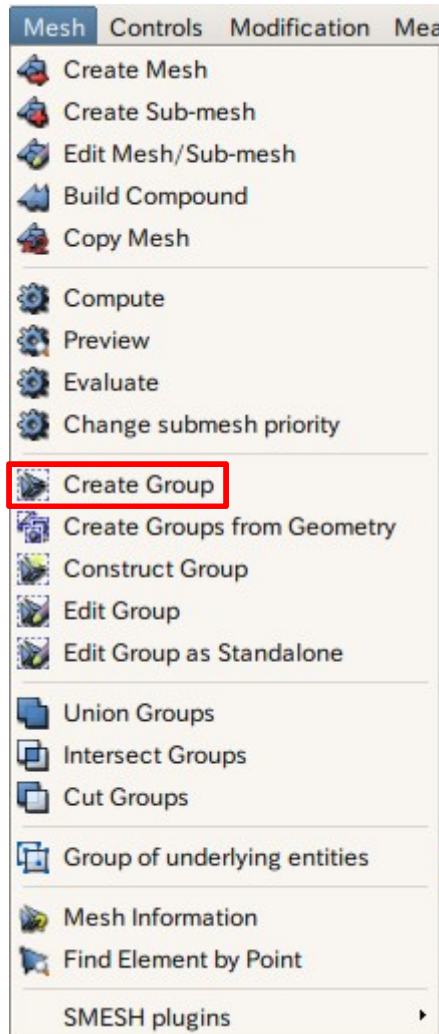 Mesh Controls Modification Mea
Create Mesh
Create Sub-mesh
Edit Mesh/Sub-mesh
Build Compound
Copy Mesh
Compute
Preview
Evaluate
Change submesh priority
Create Group
Create Groups from Geometry
Construct Group
Edit Group
Edit Group as Standalone
Union Groups
Intersect Groups
Cut Groups
Group of underlying entities
Mesh Information
Find Element by Point
SMESH plugins